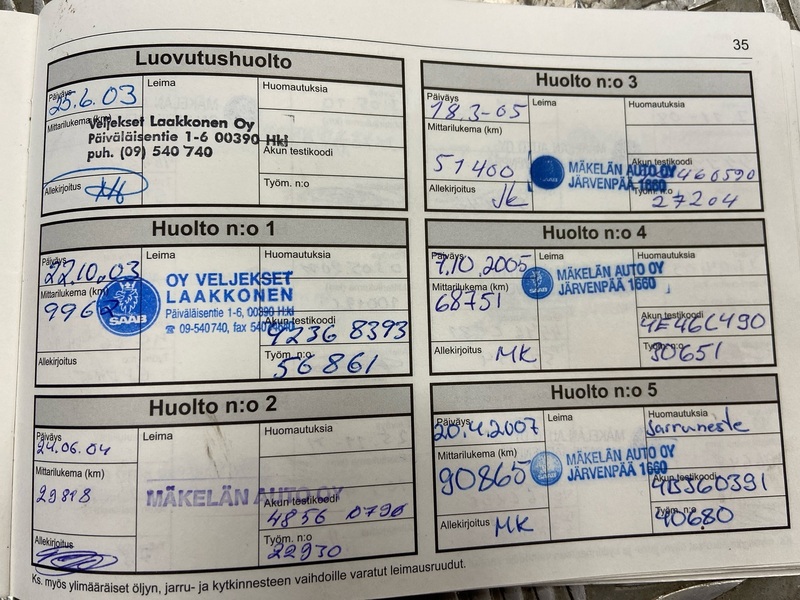 35
Luovutushuolto
Päiväys
25.6.03
Leima
Huomautuksia
Mittarilukema (km)
Veljekset Laakkonen Oy
Päiväläisentie 1-6 00390 Hki
puh. (09) 540 740
Akun testikoodi
Työm. n:o
Allekirjoitus
Huolto n:o 1
Päiväys
22.10.03
Leima
Huomautuksia
Mittarilukema (km)
SAAB
OY VELJEKSET
LAAKKONEN
Päiväläisentie 1-6, 00390 Hki
09-540740, fax
Akun testikoodi
4236 8393
Allekirjoitus
Työm. n:o
56861
Huolto n:o 2
Päiväys
24.06.04
Leima
Huomautuksia
Mittarilukema (km)
29818
MÄKELÄN AUTO OY
Akun testikoodi
4856 0790
Allekirjoitus
Työm. n:o
22930
Huolto n:o 3
Päiväys
18.3-05
Leima
Huomautuksia
Mittarilukema (km)
51400
MÄKELÄN AUTO OY
JÄRVENPÄÄ 1660
Akun testikoodi
Allekirjoitus
Jk
Työm. n:o
27204
Huolto n:o 4
Päiväys
7.10.2005
Leima
Huomautuksia
Mittarilukema (km)
68751
SAAB
MÄKELÄN AUTO OY
JÄRVENPÄÄ 1660
Akun testikoodi
4E46C490
Allekirjoitus
MK
Työm. n:o
30651
Huolto n:o 5
Päiväys
20.4.2007
Leima
Huomautuksia
Jarruneste
Mittarilukema (km)
90865
MÄKELÄN AUTO OY
JÄRVENPÄÄ 1660
Akun testikoodi
4B360391
Allekirjoitus
MK
Työm. n:o
40680
Ks. myös ylimääräiset öljyn, jarru- ja kytkinnesteen vaihdoille varatut leimausruudut.